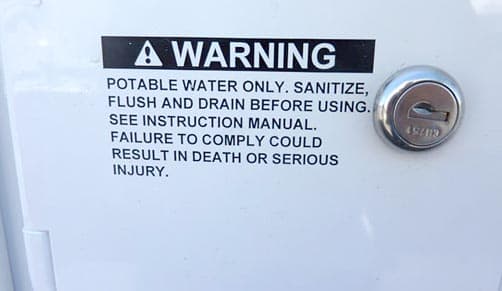 WARNING
POTABLE WATER ONLY. SANITIZE,
FLUSH AND DRAIN BEFORE USING.
SEE INSTRUCTION MANUAL.
FAILURE TO COMPLY COULD
RESULT IN DEATH OR SERIOUS
INJURY.